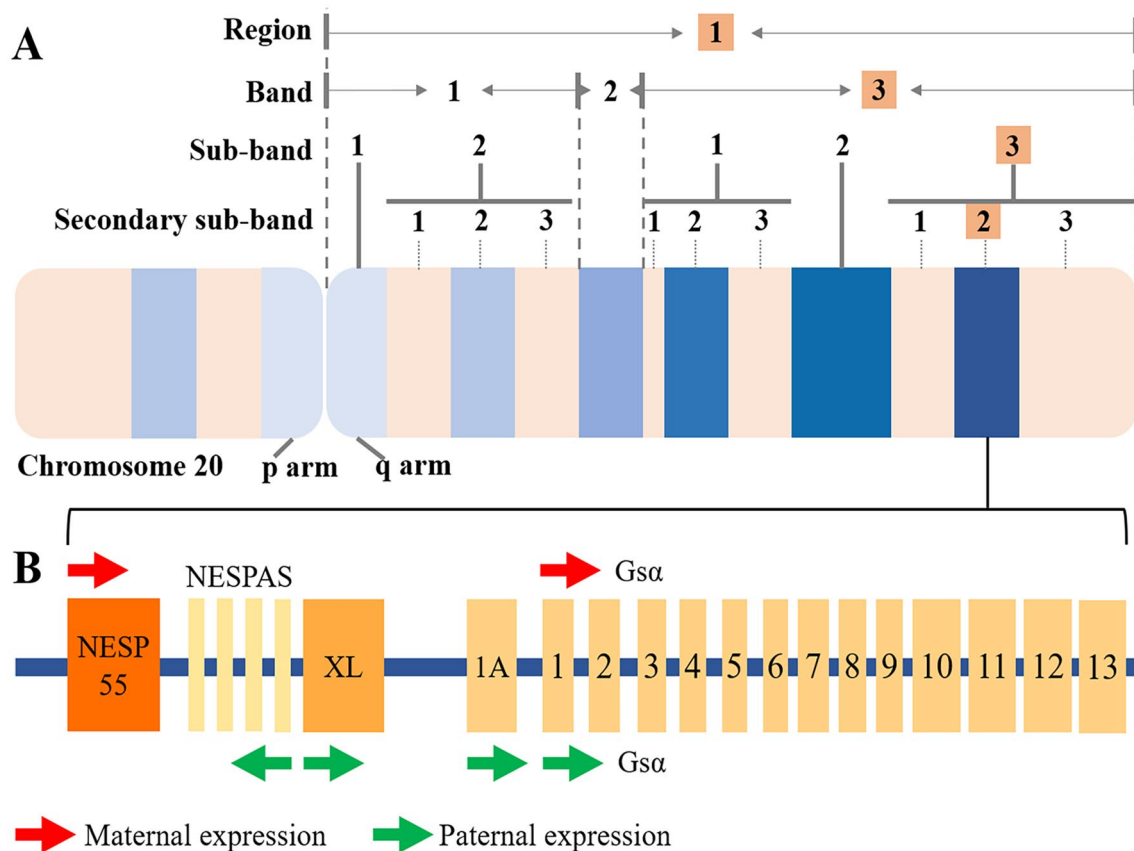 A
Region 1
Band 1 2 3
Sub-band 1 2 1 2 3
Secondary sub-band 1 2 3 1 2 3 1 2 3
Chromosome 20 p arm q arm
B
Gsα
NESPAS
NESP
55
XL 1A 1 2 3 4 5 6 7 8 9 10 11 12 13
Gsα
Maternal expression Paternal expression